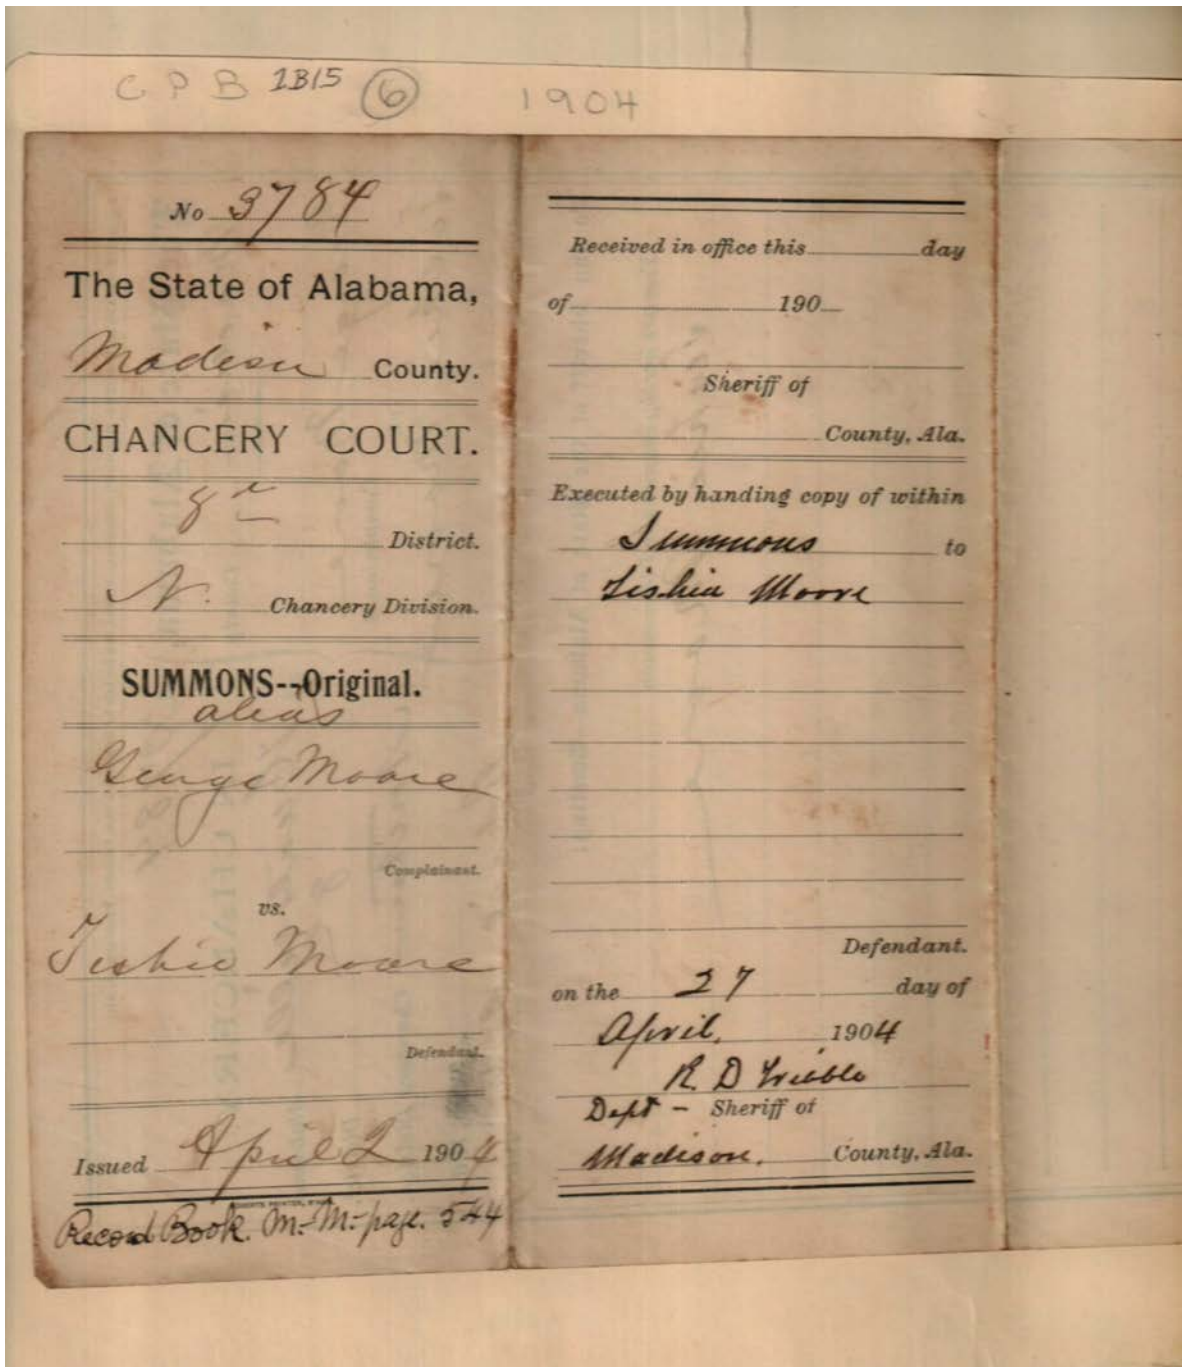 CPB 1B15 6 1904
No 3784
The State of Alabama,
Madison County.
CHANCERY COURT.
8th
District.
N. Chancery Division.
SUMMONS--Original.
alias
George Moore
Complainant.
vs.
Tishie Moore
Defendant.
Issued April 2 1904
Record Book. M.-M.- page. 544
Received in office this day
of 190
Sheriff of
County, Ala.
Executed by handing copy of within
Summons to
Tishia Moore
Defendant.
on the 27 day of
April, 1904
R. D. Tribble
Dept - Sheriff of
Madison. County, Ala.